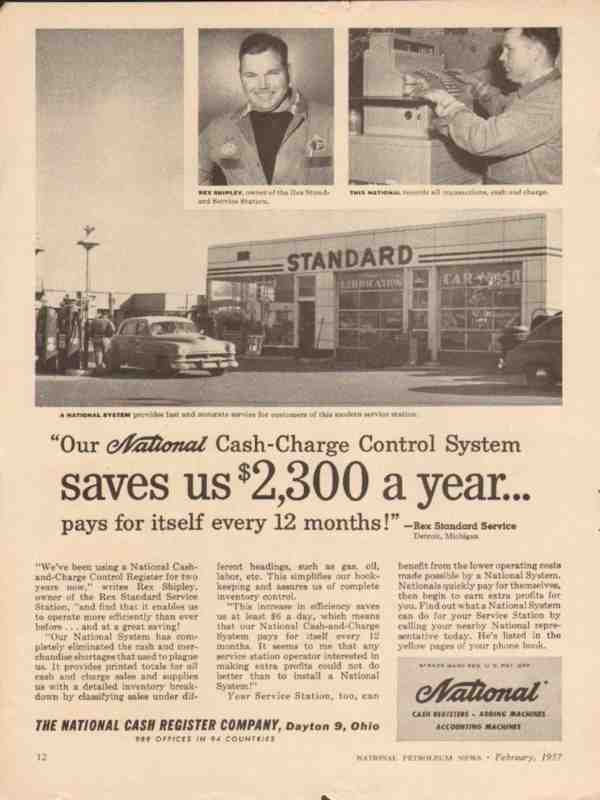 REX SHIPLEY, owner of the Rex Stand-
ard Service Station.
THIS NATIONAL records all transactions, cash and charge.
STANDARD
LUBRICATION
CAR WASH
A NATIONAL SYSTEM provides fast and accurate service for customers of this modern service station.
"Our National Cash-Charge Control System
saves us $2,300 a year...
pays for itself every 12 months!" —Rex Standard Service
Detroit, Michigan
"We've been using a National Cash-
and-Charge Control Register for two
years now," writes Rex Shipley,
owner of the Rex Standard Service
Station, "and find that it enables us
to operate more efficiently than ever
before . . . and at a great saving!
"Our National System has com-
pletely eliminated the cash and mer-
chandise shortages that used to plague
us. It provides printed totals for all
cash and charge sales and supplies
us with a detailed inventory break-
down by classifying sales under dif-
ferent headings, such as gas, oil,
labor, etc. This simplifies our book-
keeping and assures us of complete
inventory control.
"This increase in efficiency saves
us at least $6 a day, which means
that our National Cash-and-Charge
System pays for itself every 12
months. It seems to me that any
service station operator interested in
making extra profits could not do
better than to install a National
System!"
Your Service Station, too, can
benefit from the lower operating costs
made possible by a National System.
Nationals quickly pay for themselves,
then begin to earn extra profits for
you. Find out what a National System
can do for your Service Station by
calling your nearby National repre-
sentative today. He's listed in the
yellow pages of your phone book.
THE NATIONAL CASH REGISTER COMPANY, Dayton 9, Ohio
989 OFFICES IN 94 COUNTRIES
TRADE MARK REG. U. S. PAT. OFF.
National
CASH REGISTERS • ADDING MACHINES
ACCOUNTING MACHINES
12
NATIONAL PETROLEUM NEWS • February, 1957